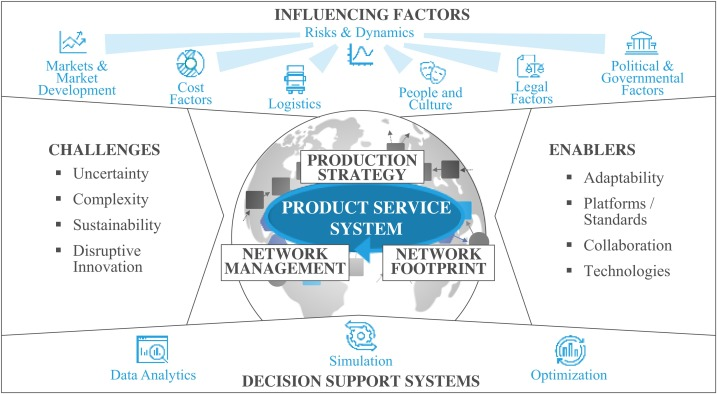 INFLUENCING FACTORS
Risks & Dynamics
Markets &
Market
Development
Cost
Factors
Logistics
People and
Culture
Legal
Factors
Political &
Governmental
Factors
CHALLENGES
▪ Uncertainty
▪ Complexity
▪ Sustainability
▪ Disruptive
Innovation
PRODUCTION
STRATEGY
PRODUCT SERVICE
SYSTEM
NETWORK
MANAGEMENT
NETWORK
FOOTPRINT
ENABLERS
▪ Adaptability
▪ Platforms /
Standards
▪ Collaboration
▪ Technologies
Data Analytics
Simulation
Optimization
DECISION SUPPORT SYSTEMS